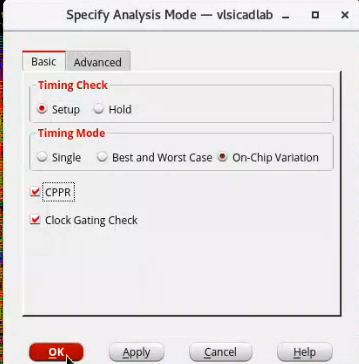 Specify Analysis Mode — vlsicadlab
Basic Advanced
Timing Check
Setup Hold
Timing Mode
Single Best and Worst Case On-Chip Variation
CPPR
Clock Gating Check
OK Apply Cancel Help